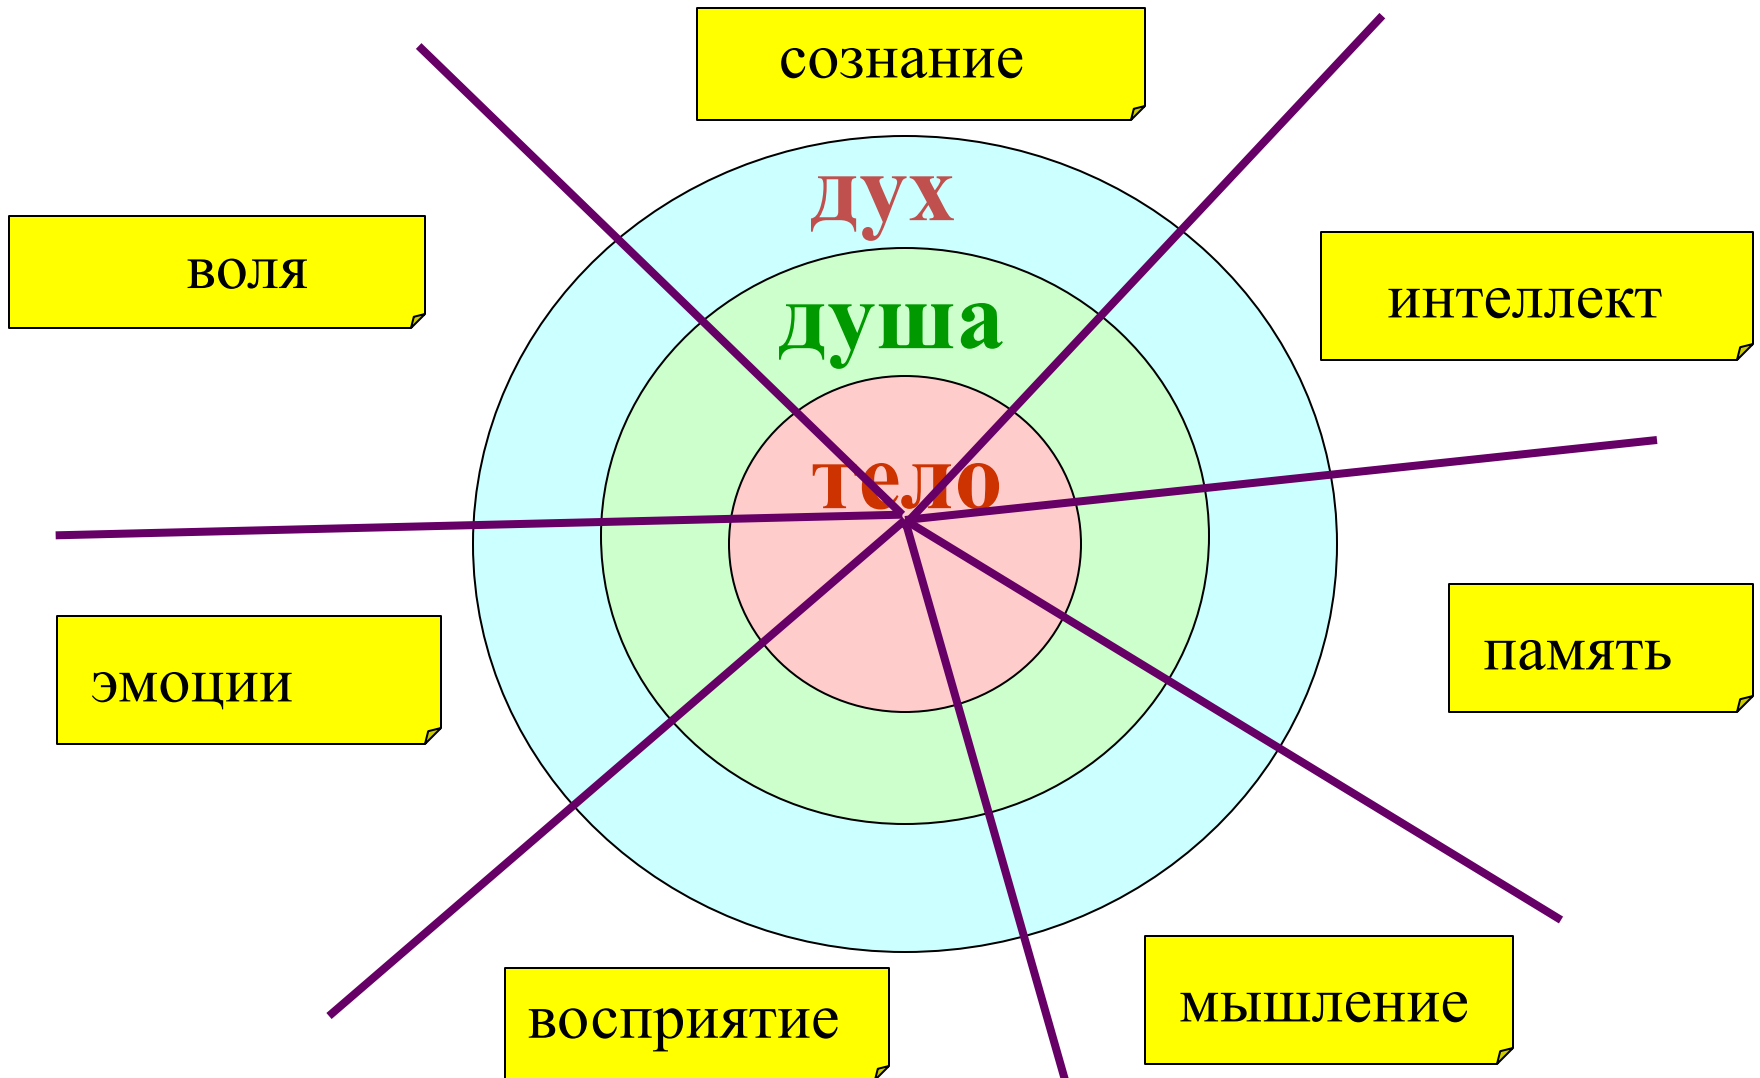 сознание
дух
воля
интеллект
душа
тело
память
эмоции
мышление
восприятие